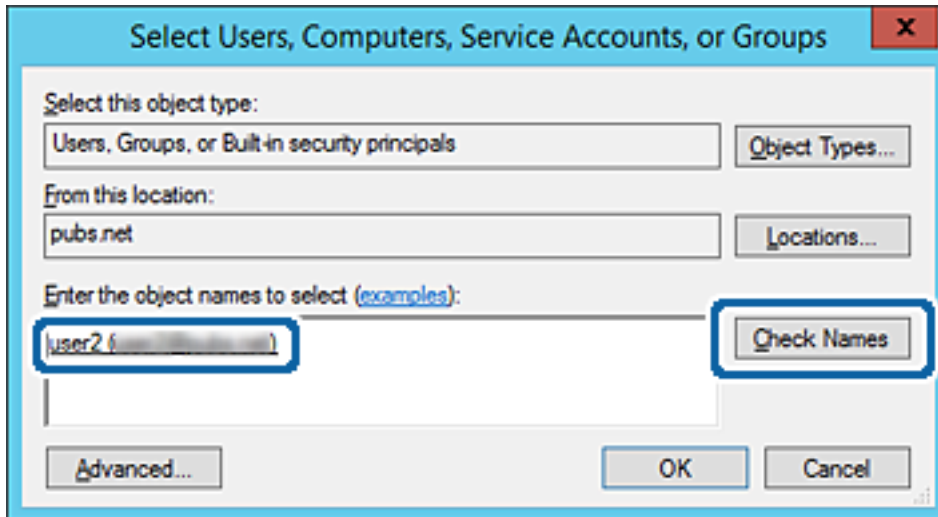 Select Users, Computers, Service Accounts, or Groups
x
Select this object type:
Users, Groups, or Built-in security principals
Object Types...
From this location:
pubs.net
Locations...
Enter the object names to select (examples):
user2 ( )
Check Names
Advanced...
OK
Cancel